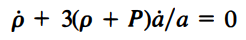 ρ̇ + 3(ρ + P)ȧ/a = 0